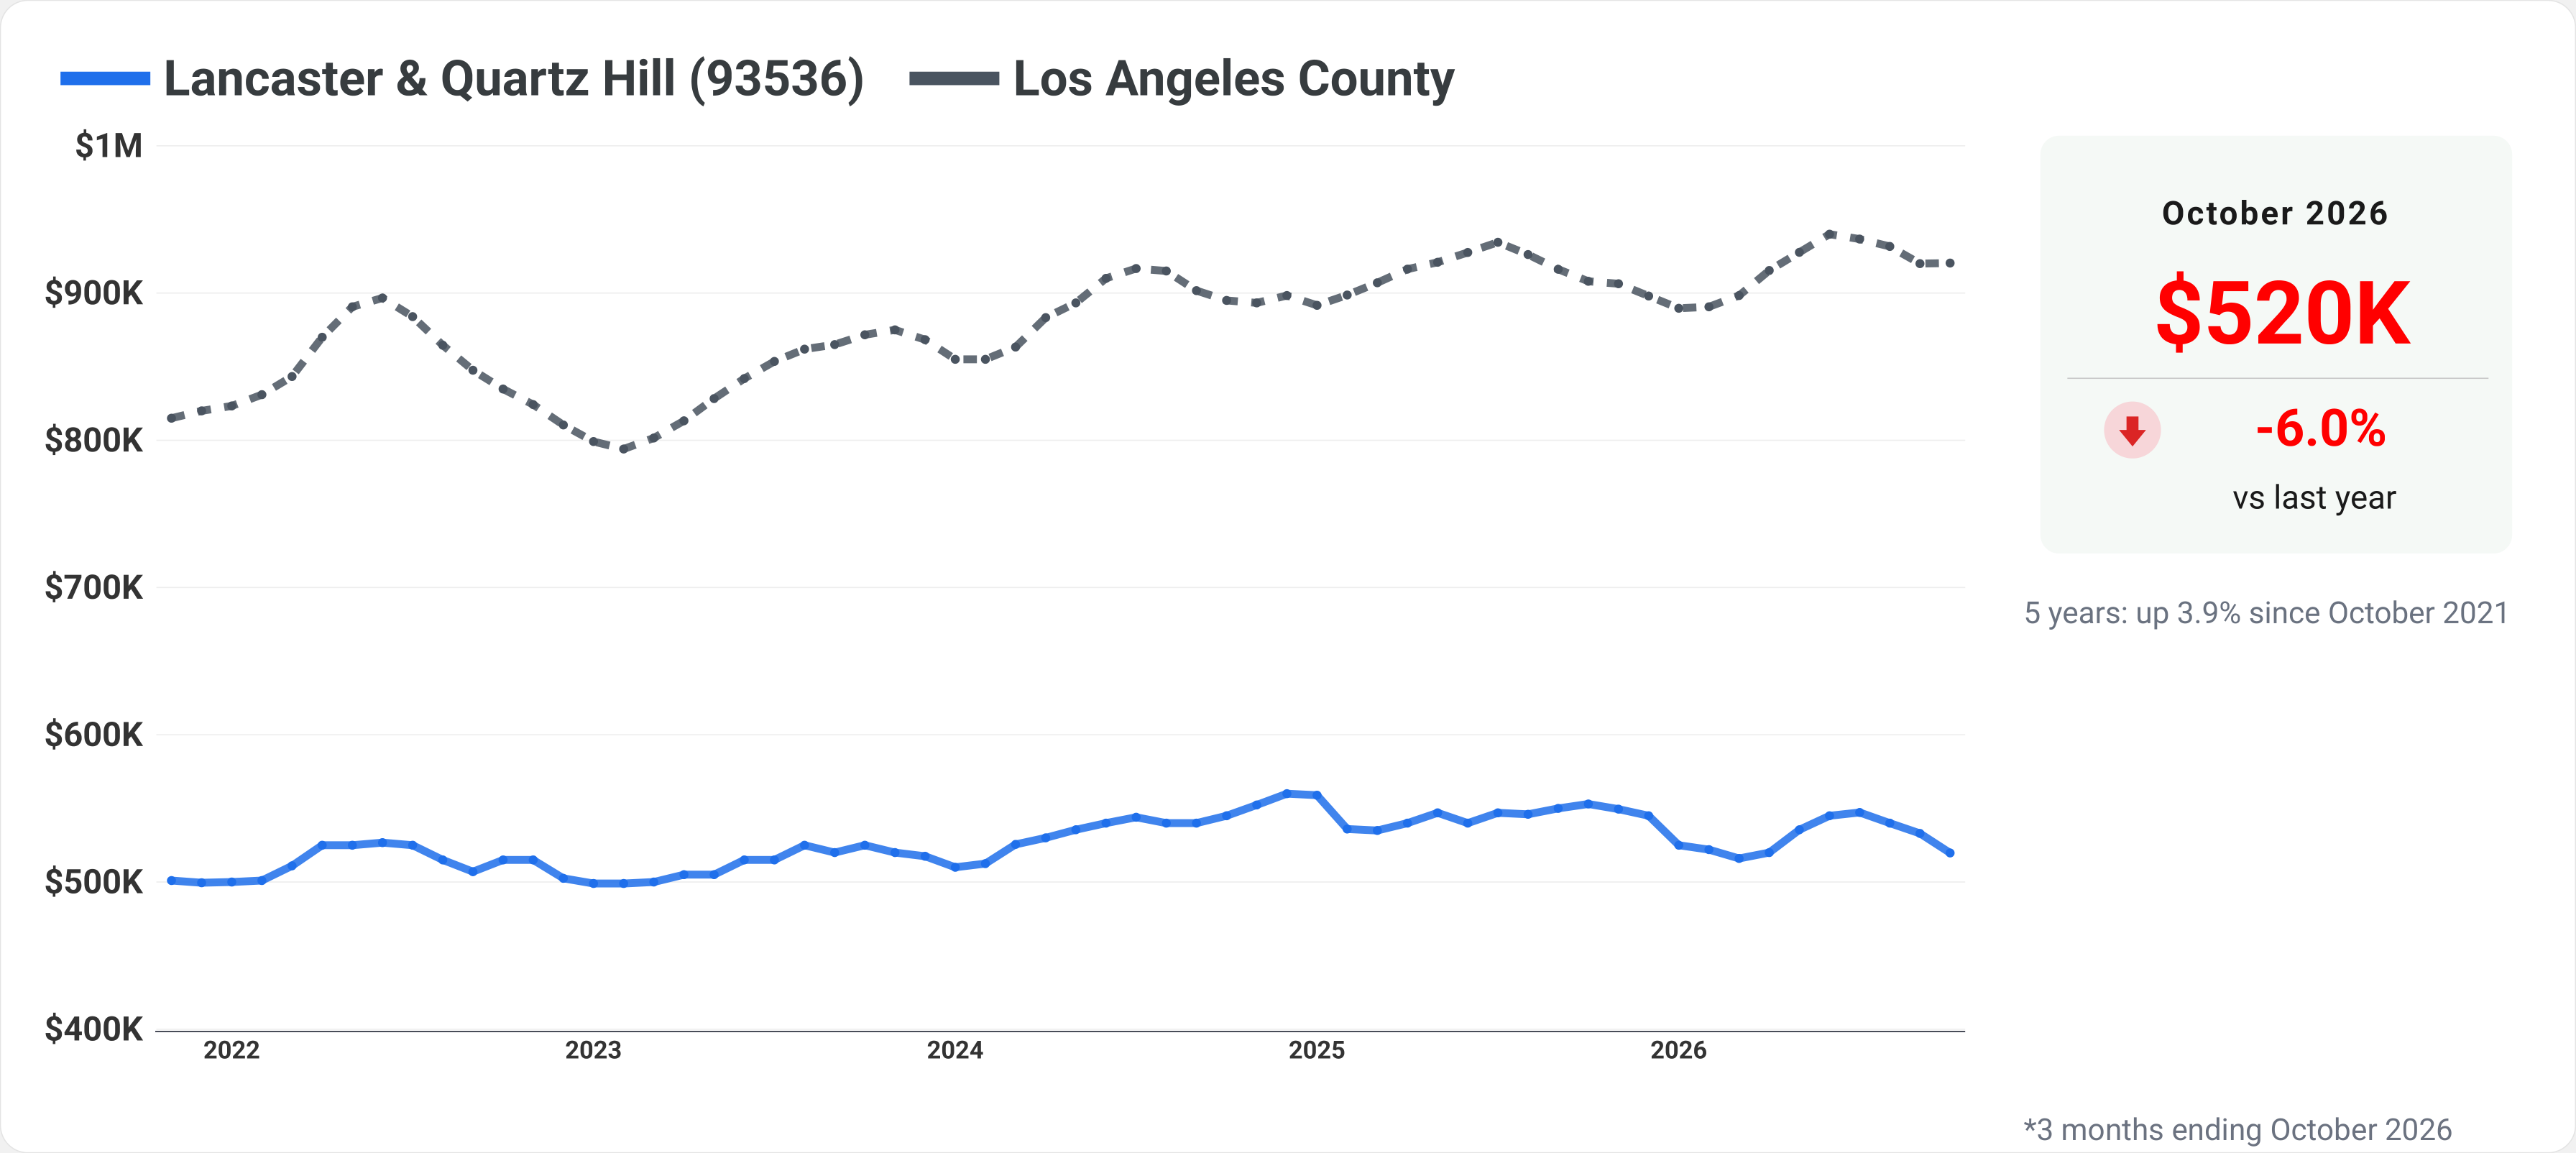 Lancaster & Quartz Hill (93536) Los Angeles County
$1M
$900K
$800K
$700K
$600K
$500K
$400K
2022 2023 2024 2025 2026
October 2026
$520K
-6.0%
vs last year
5 years: up 3.9% since October 2021
*3 months ending October 2026